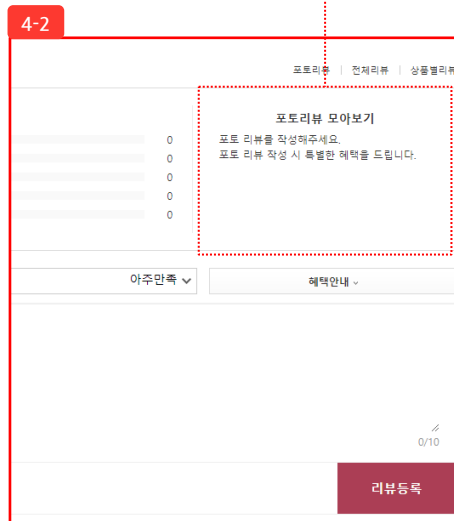 4-2
포토리뷰 | 전체리뷰 | 상품별리뷰
포토리뷰 모아보기
포토 리뷰를 작성해주세요.
포토 리뷰 작성 시 특별한 혜택을 드립니다.
0
0
0
0
0
아주만족
혜택안내
0/10
리뷰등록